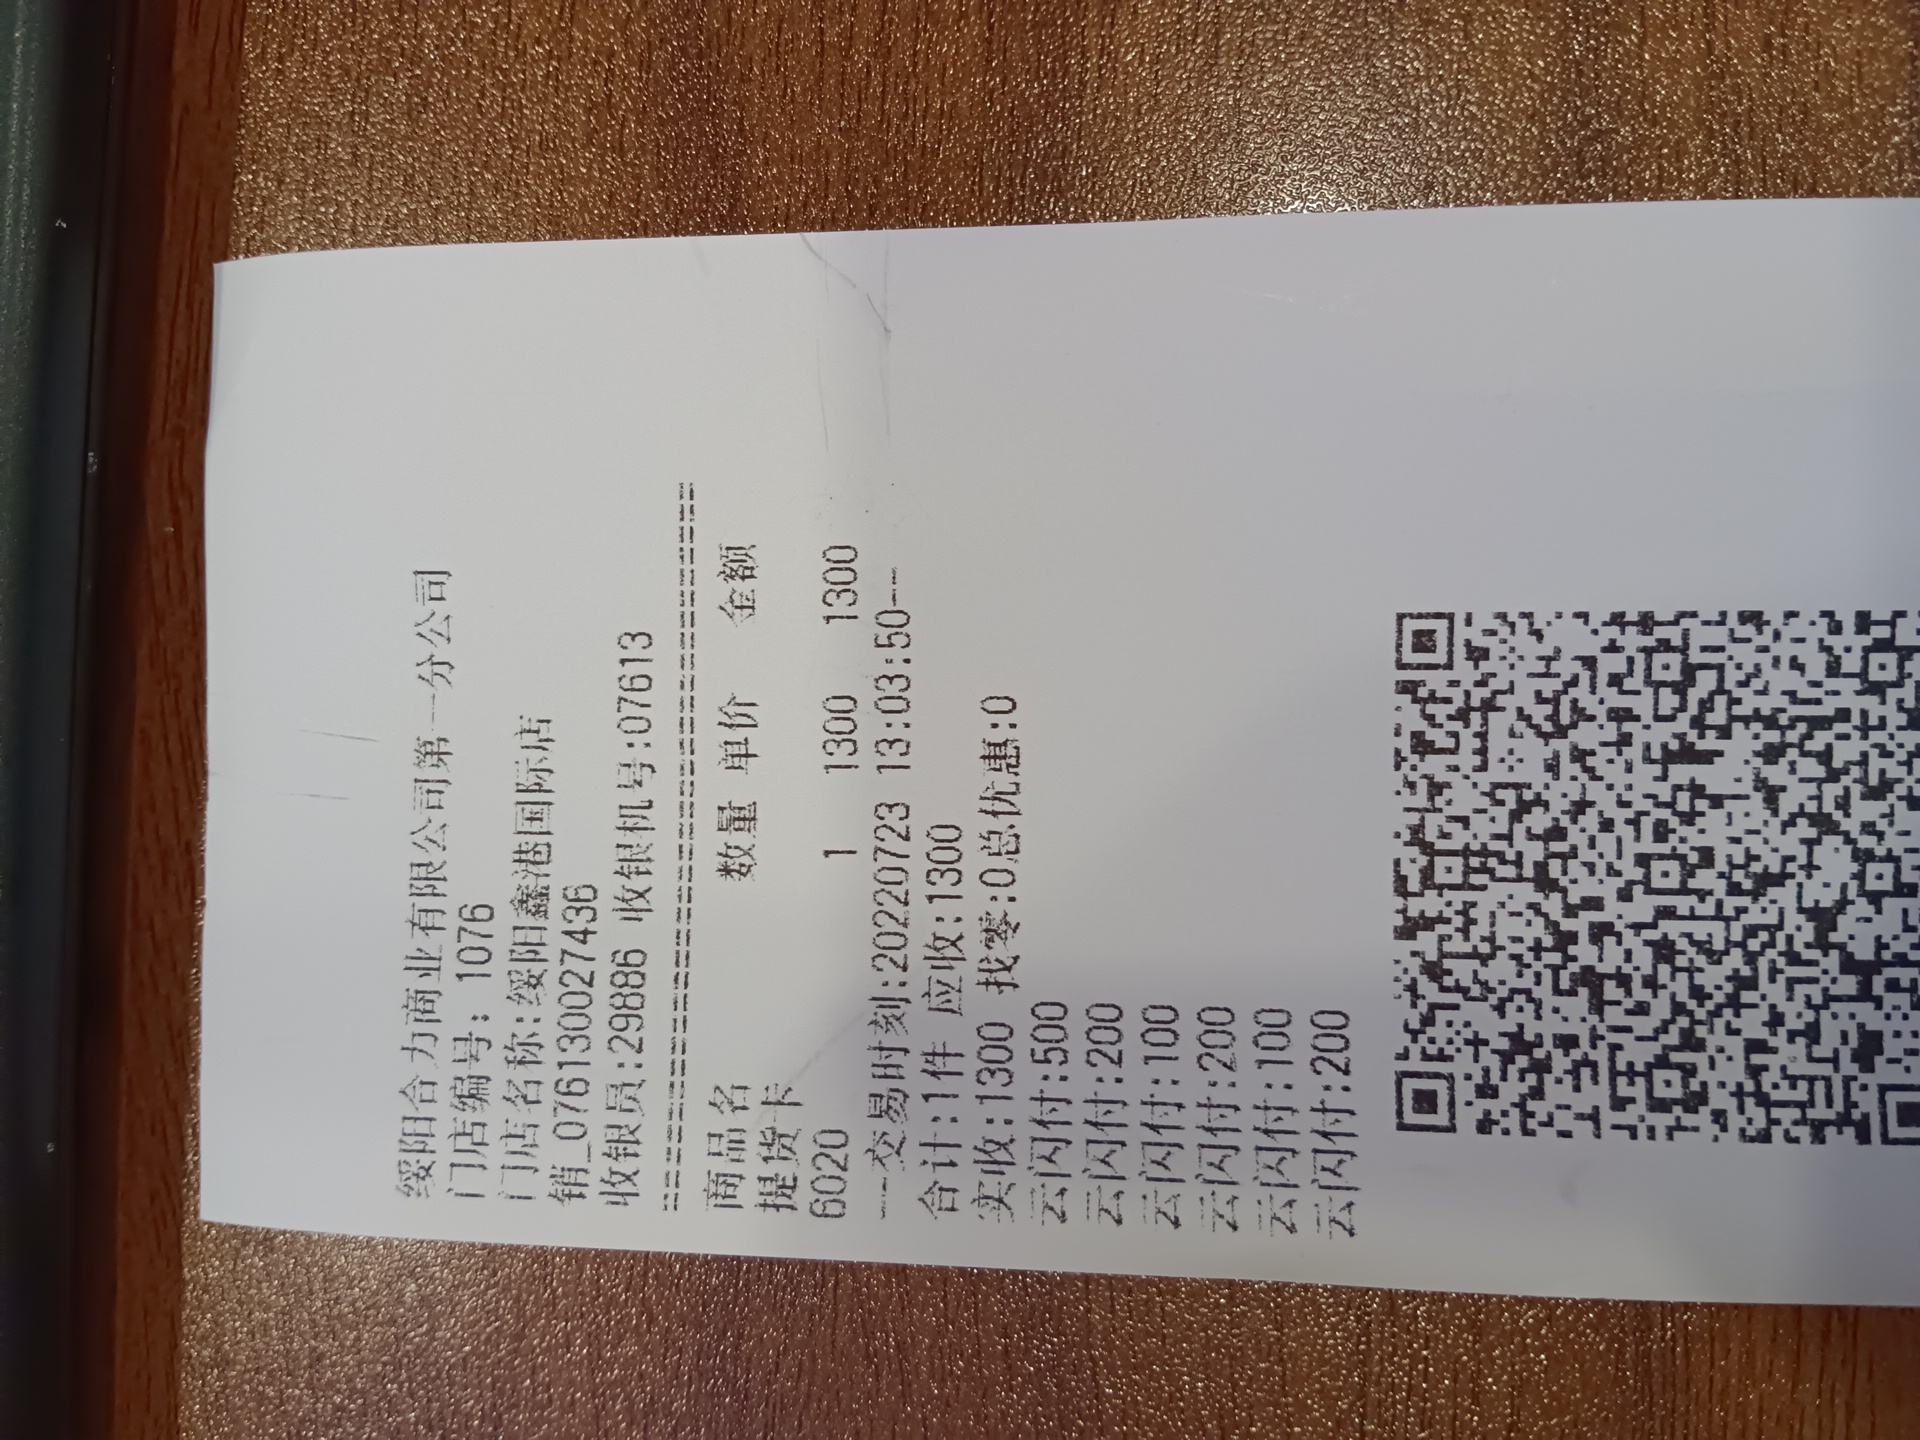 绥阳合力商业有限公司第一分公司
门店编号: 1076
门店名称:绥阳鑫港国际店
销_0761300027436
收银员:29886 收银机号:07613
========================================
商品名 数量 单价 金额
提货卡
6020 1 1300 1300
--交易时刻:20220723 13:03:50--
合计:1件 应收:1300
实收:1300 找零:0总优惠:0
云闪付:500
云闪付:200
云闪付:100
云闪付:200
云闪付:100
云闪付:200